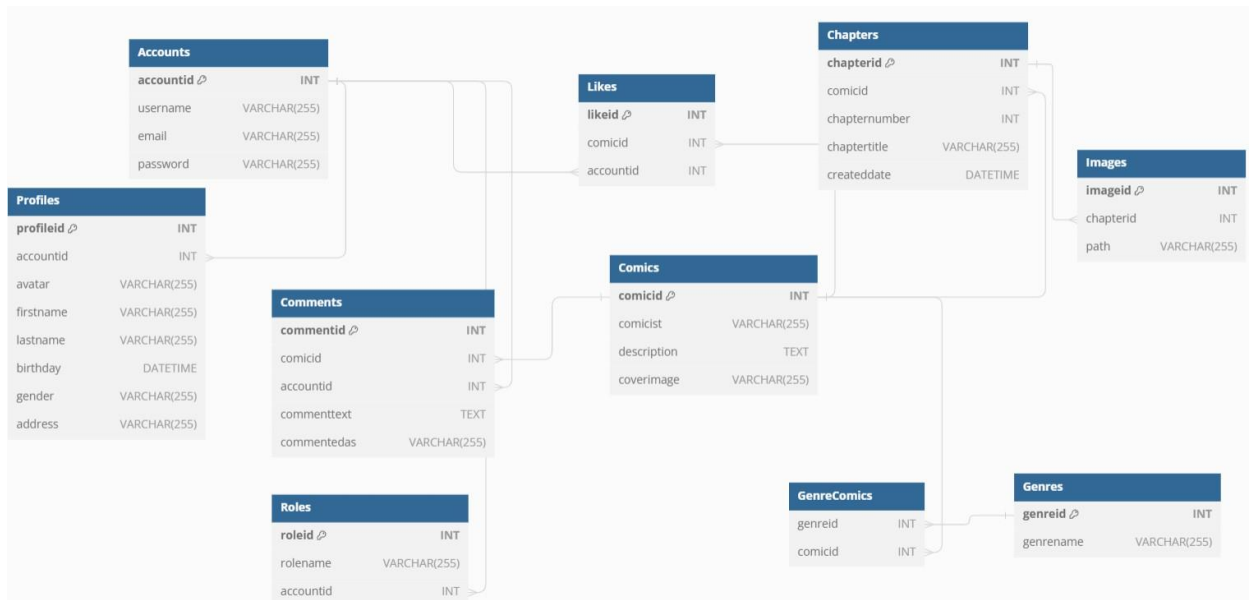 Accounts
accountid INT
username VARCHAR(255)
email VARCHAR(255)
password VARCHAR(255)
Profiles
profileid INT
accountid INT
avatar VARCHAR(255)
firstname VARCHAR(255)
lastname VARCHAR(255)
birthday DATETIME
gender VARCHAR(255)
address VARCHAR(255)
Comments
commentid INT
comicid INT
accountid INT
commenttext TEXT
commentedas VARCHAR(255)
Roles
roleid INT
rolename VARCHAR(255)
accountid INT
Likes
likeid INT
comicid INT
accountid INT
Comics
comicid INT
comicist VARCHAR(255)
description TEXT
coverimage VARCHAR(255)
Chapters
chapterid INT
comicid INT
chapternumber INT
chaptertitle VARCHAR(255)
createddate DATETIME
Images
imageid INT
chapterid INT
path VARCHAR(255)
GenreComics
genreid INT
comicid INT
Genres
genreid INT
genrename VARCHAR(255)